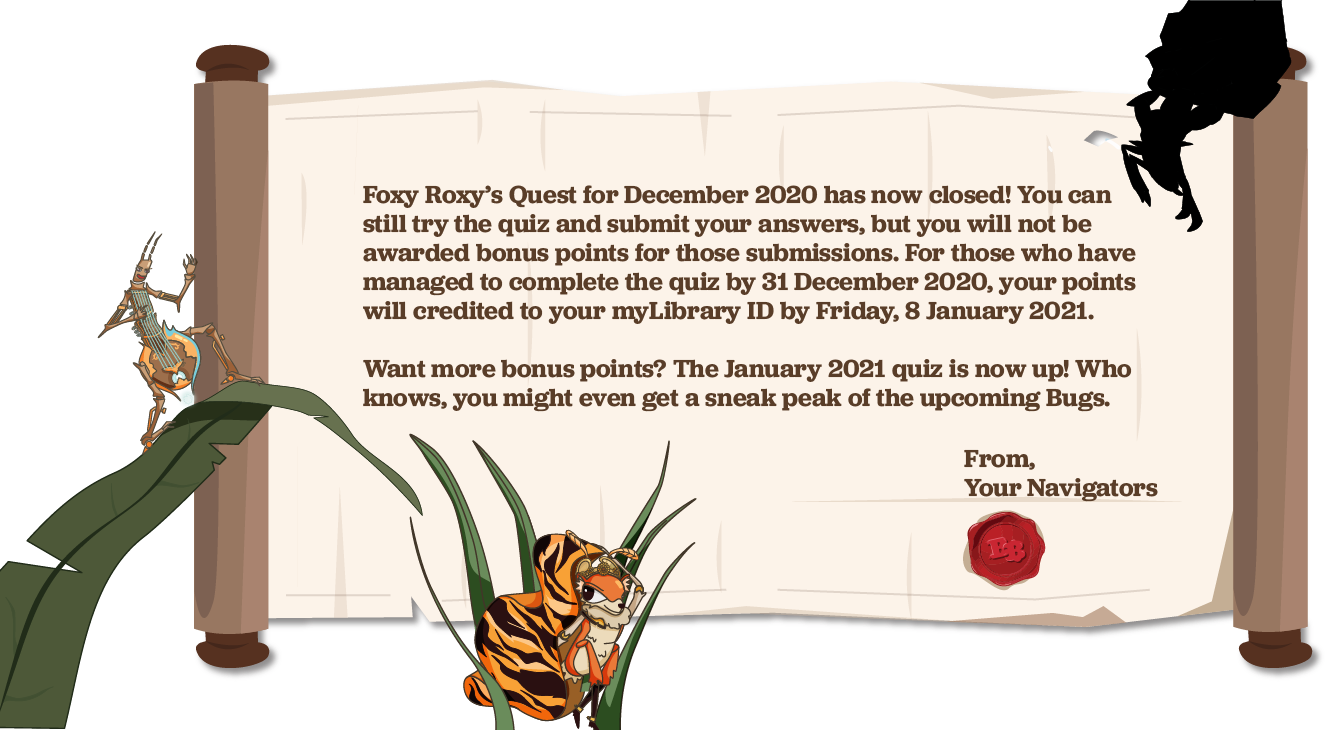 Foxy Roxy’s Quest for December 2020 has now closed! You can
still try the quiz and submit your answers, but you will not be
awarded bonus points for those submissions. For those who have
managed to complete the quiz by 31 December 2020, your points
will credited to your myLibrary ID by Friday, 8 January 2021.
Want more bonus points? The January 2021 quiz is now up! Who
knows, you might even get a sneak peak of the upcoming Bugs.
From,
Your Navigators
BB